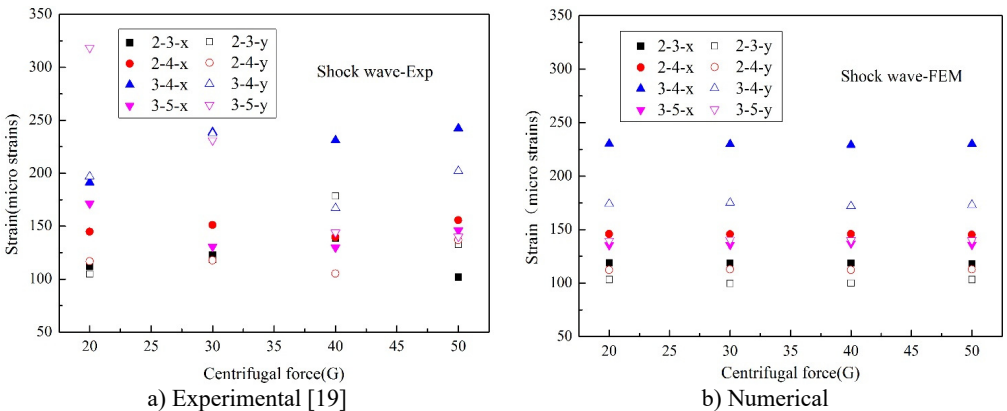 350
300
250
200
150
100
50
Strain(micro strains)
2-3-x 2-3-y
2-4-x 2-4-y
3-4-x 3-4-y
3-5-x 3-5-y
Shock wave-Exp
20 25 30 35 40 45 50
Centrifugal force(G)
a) Experimental [19]
350
300
250
200
150
100
50
Strain (micro strains)
2-3-x 2-3-y
2-4-x 2-4-y
3-4-x 3-4-y
3-5-x 3-5-y
Shock wave-FEM
20 25 30 35 40 45 50
Centrifugal force(G)
b) Numerical